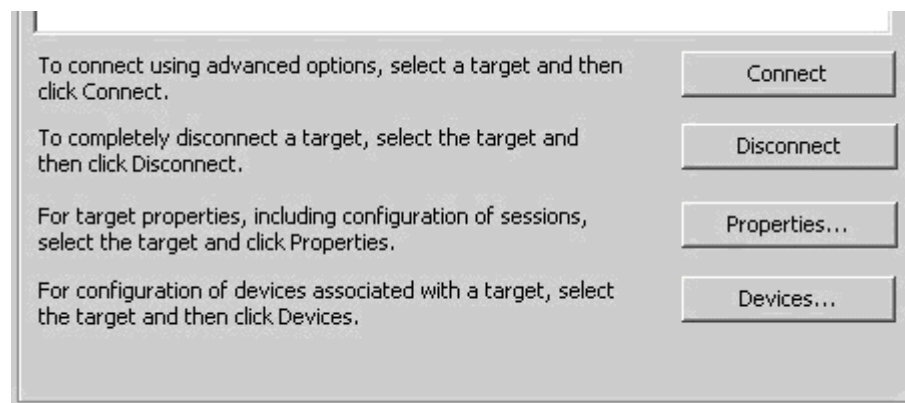 To connect using advanced options, select a target and then
click Connect.
Connect
To completely disconnect a target, select the target and
then click Disconnect.
Disconnect
For target properties, including configuration of sessions,
select the target and click Properties.
Properties...
For configuration of devices associated with a target, select
the target and then click Devices.
Devices...